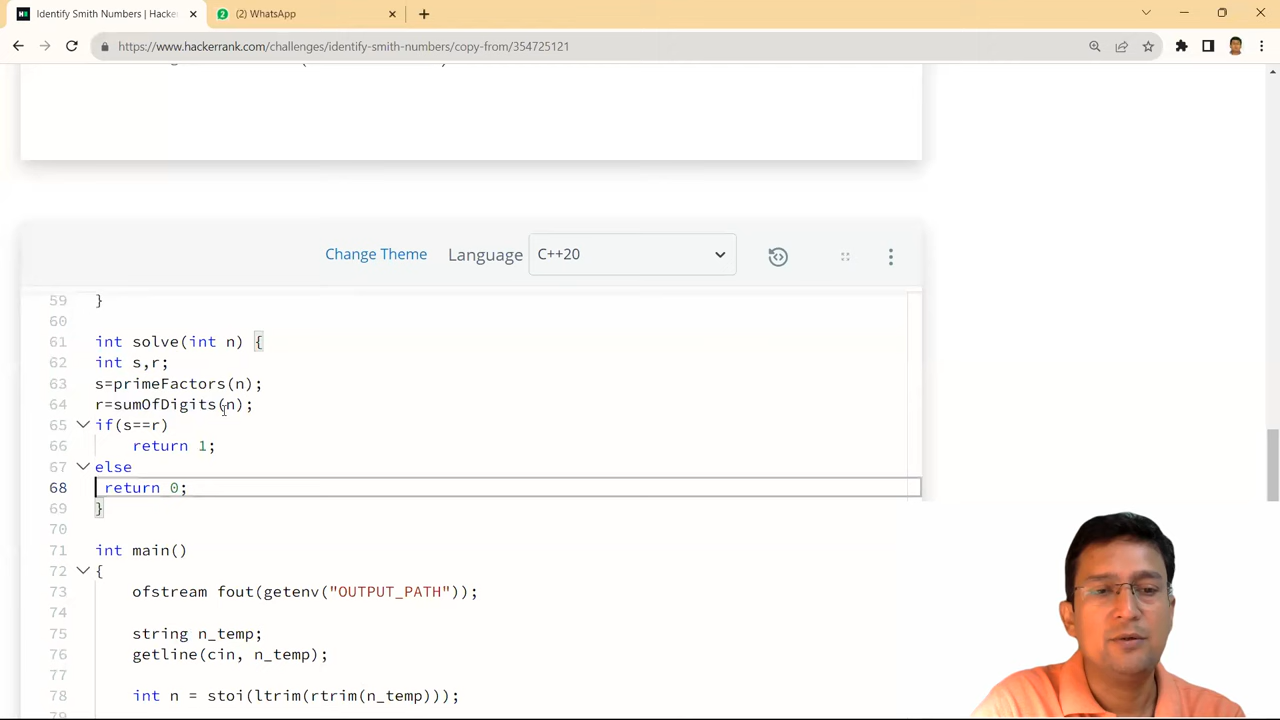 Identify Smith Numbers | Hacker
2
(2) WhatsApp
https://www.hackerrank.com/challenges/identify-smith-numbers/copy-from/354725121
Change Theme
Language
C++20
59 }
60
61 int solve(int n) {
62 int s,r;
63 s=primeFactors(n);
64 r=sumOfDigits(n);
65 if(s==r)
66 return 1;
67 else
68 return 0;
69 }
70
71 int main()
72 {
73 ofstream fout(getenv("OUTPUT_PATH"));
74
75 string n_temp;
76 getline(cin, n_temp);
77
78 int n = stoi(ltrim(rtrim(n_temp)));
79